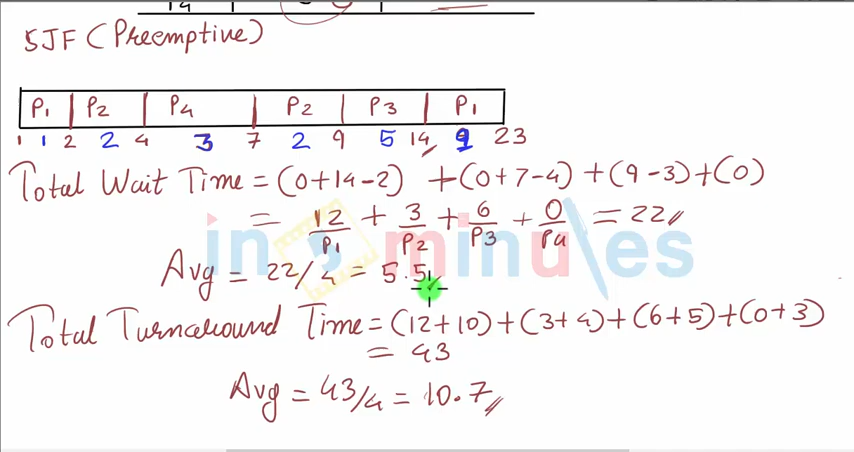 14
SJF (Preemptive)
P1 P2 P4 P2 P3 P1
1 1 2 2 4 3 7 2 9 5 14 9 23
Total Wait Time = (0+14-2) + (0+7-4) + (9-3) + (0)
= 12/P1 + 3/P2 + 6/P3 + 0/P4 = 22
in 3 minutes
Avg = 22/4 = 5.5
Total Turnaround Time = (12+10) + (3+4) + (6+5) + (0+3)
= 43
Avg = 43/4 = 10.7